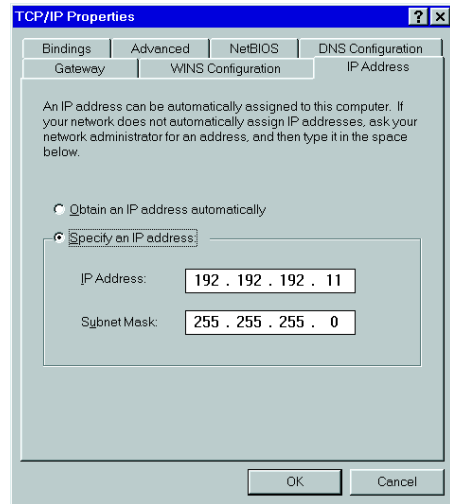 TCP/IP Properties ? ×
Bindings Advanced NetBIOS DNS Configuration
Gateway WINS Configuration IP Address
An IP address can be automatically assigned to this computer. If
your network does not automatically assign IP addresses, ask your
network administrator for an address, and then type it in the space
below.
Obtain an IP address automatically
Specify an IP address:
IP Address: 192 . 192 . 192 . 11
Subnet Mask: 255 . 255 . 255 . 0
OK Cancel